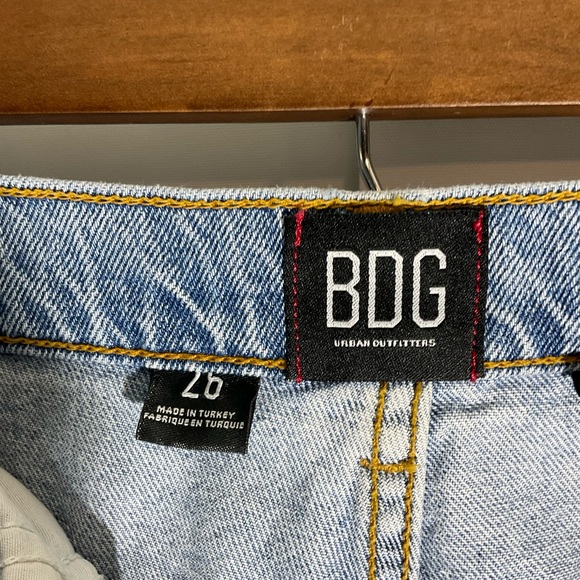 BDG
URBAN OUTFITTERS
26
MADE IN TURKEY
FABRIQUE EN TURQUIE